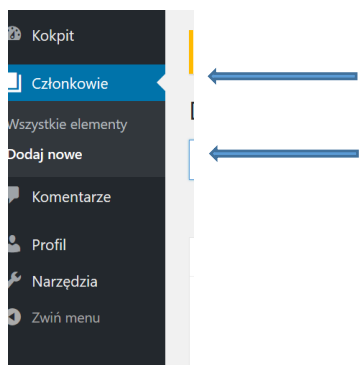 Kokpit
Członkowie
Wszystkie elementy
Dodaj nowe
Komentarze
Profil
Narzędzia
Zwiń menu